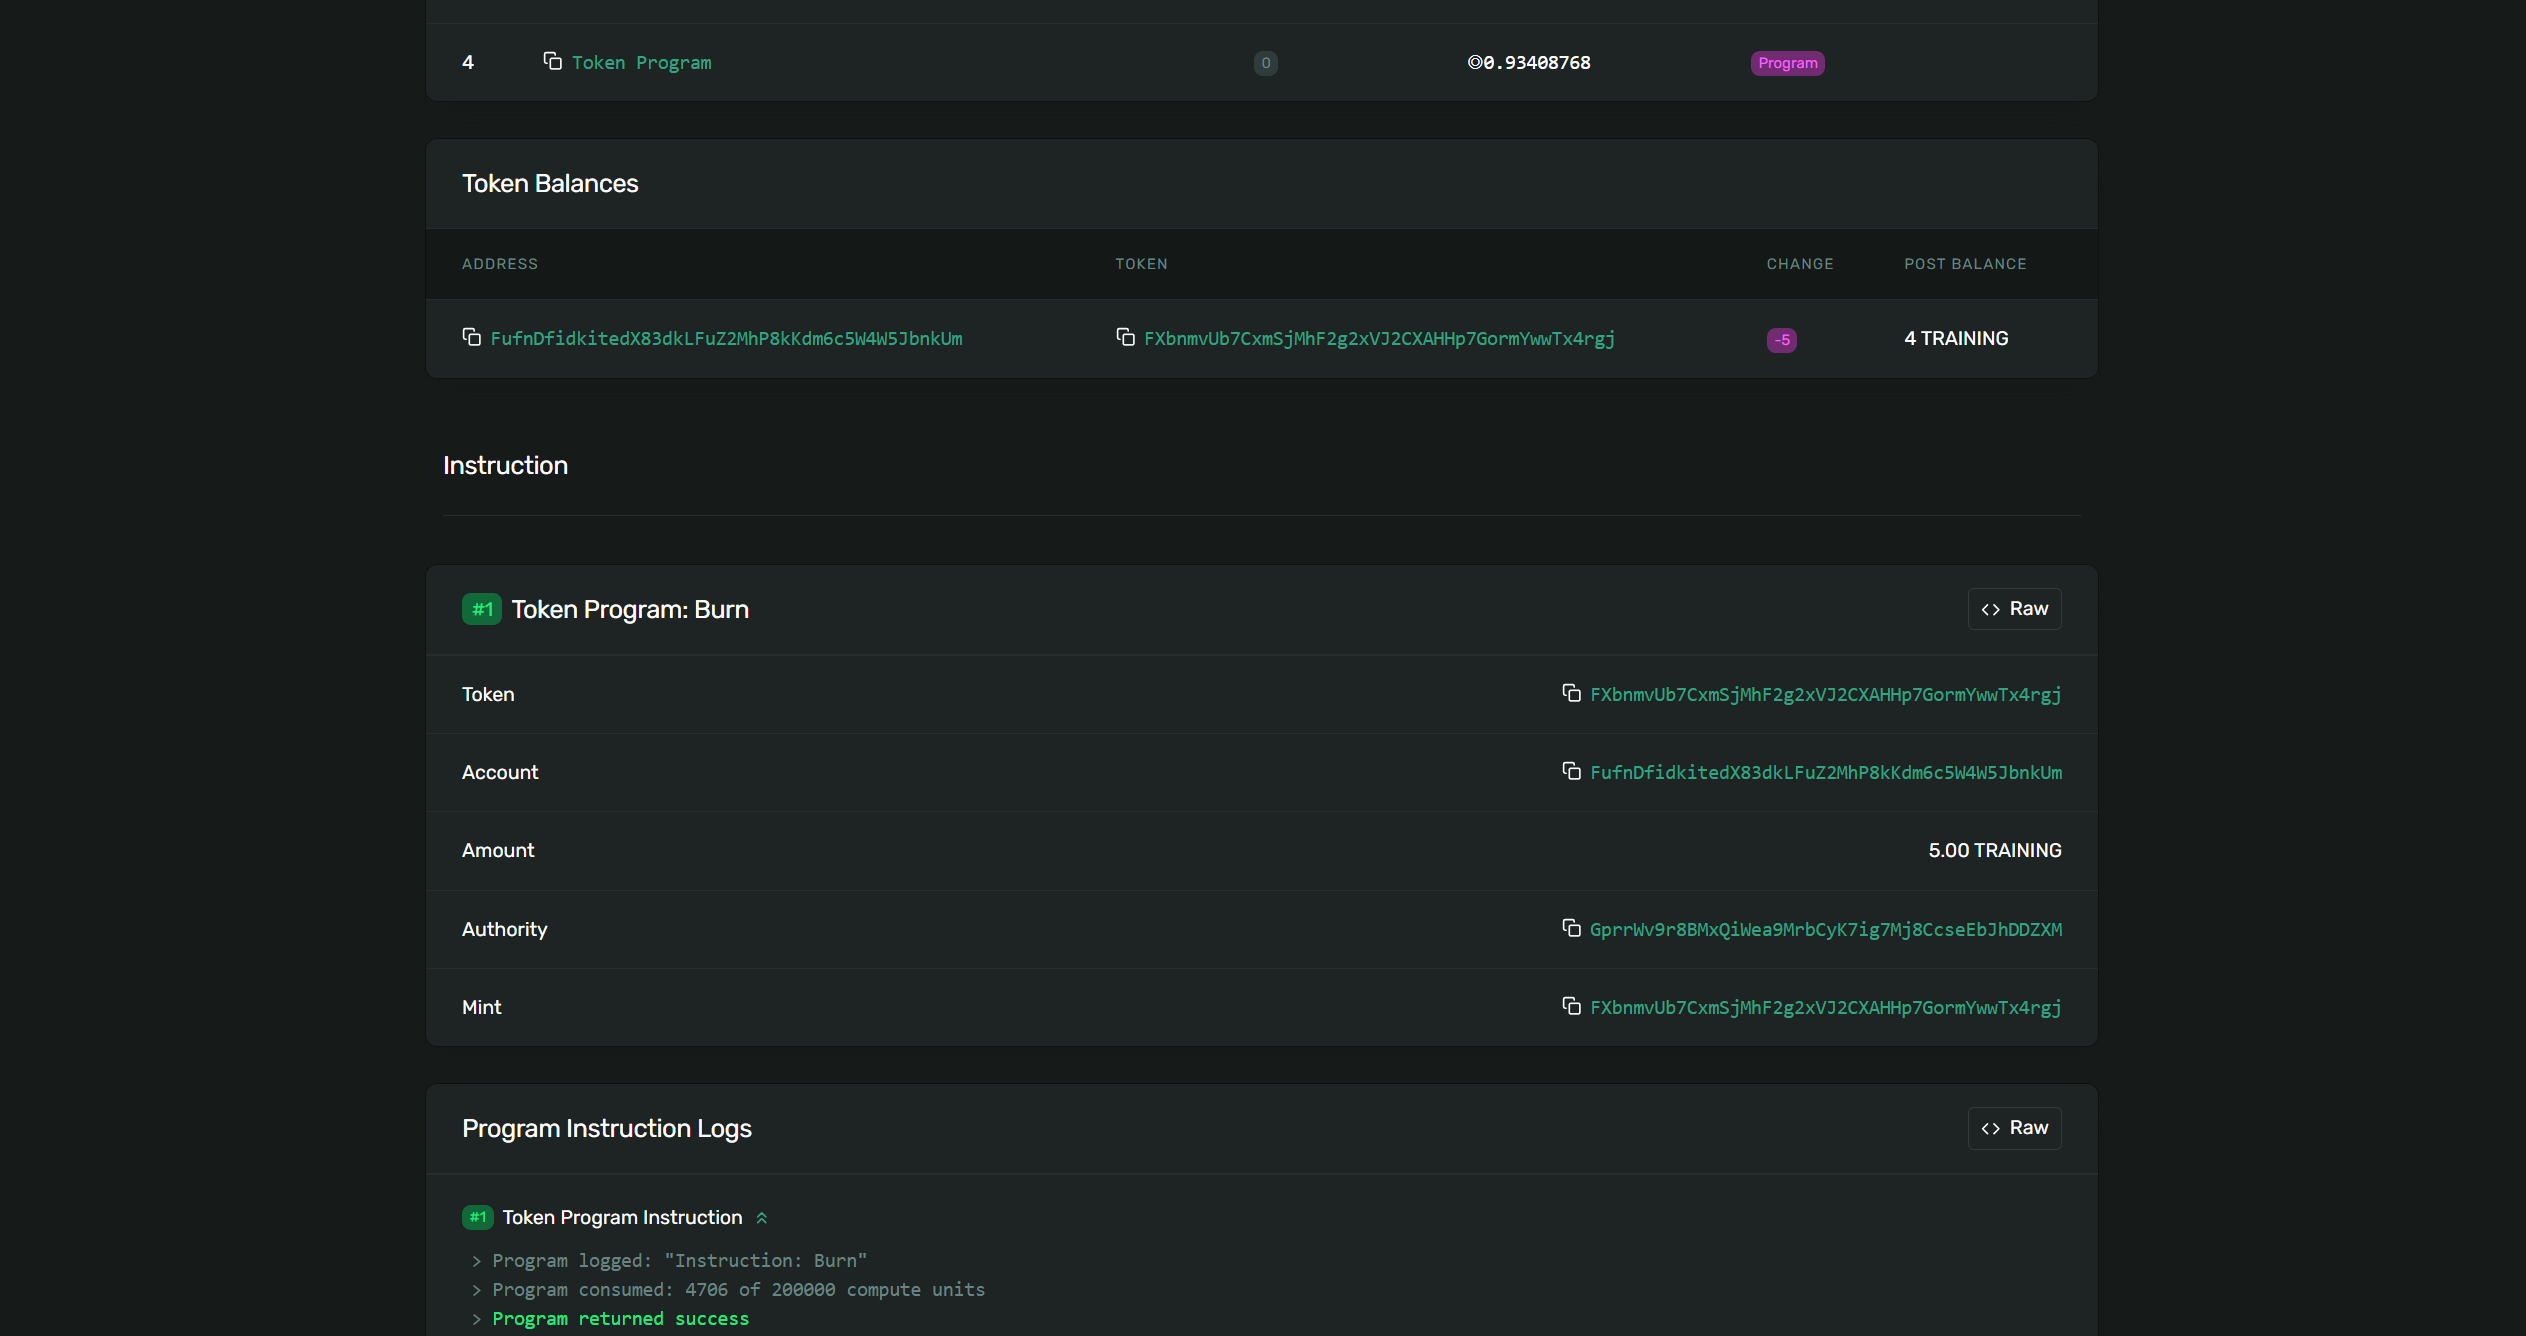 4 Token Program 0 ◎0.93408768 Program
Token Balances
ADDRESS TOKEN CHANGE POST BALANCE
FufnDfidkitedX83dkLFuZ2MhP8kKdm6c5W4W5JbnkUm FXbnmvUb7CxmSjMhF2g2xVJ2CXAHHp7GormYwwTx4rgj -5 4 TRAINING
Instruction
#1 Token Program: Burn Raw
Token FXbnmvUb7CxmSjMhF2g2xVJ2CXAHHp7GormYwwTx4rgj
Account FufnDfidkitedX83dkLFuZ2MhP8kKdm6c5W4W5JbnkUm
Amount 5.00 TRAINING
Authority GprrWv9r8BMxQiWea9MrbCyK7ig7Mj8CcseEbJhDDZXM
Mint FXbnmvUb7CxmSjMhF2g2xVJ2CXAHHp7GormYwwTx4rgj
Program Instruction Logs Raw
#1 Token Program Instruction
> Program logged: "Instruction: Burn"
> Program consumed: 4706 of 200000 compute units
> Program returned success